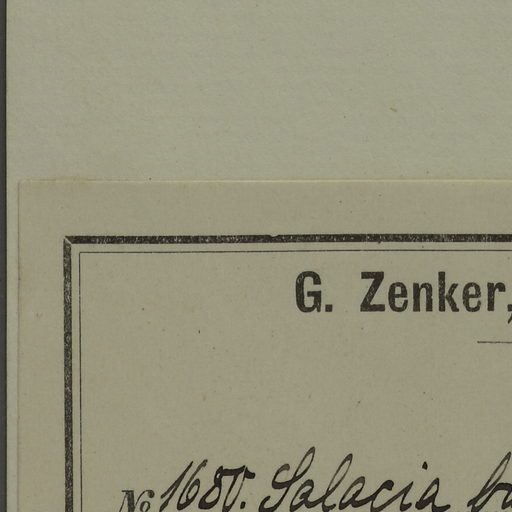 G. Zenker,
№ 1680. Salacia